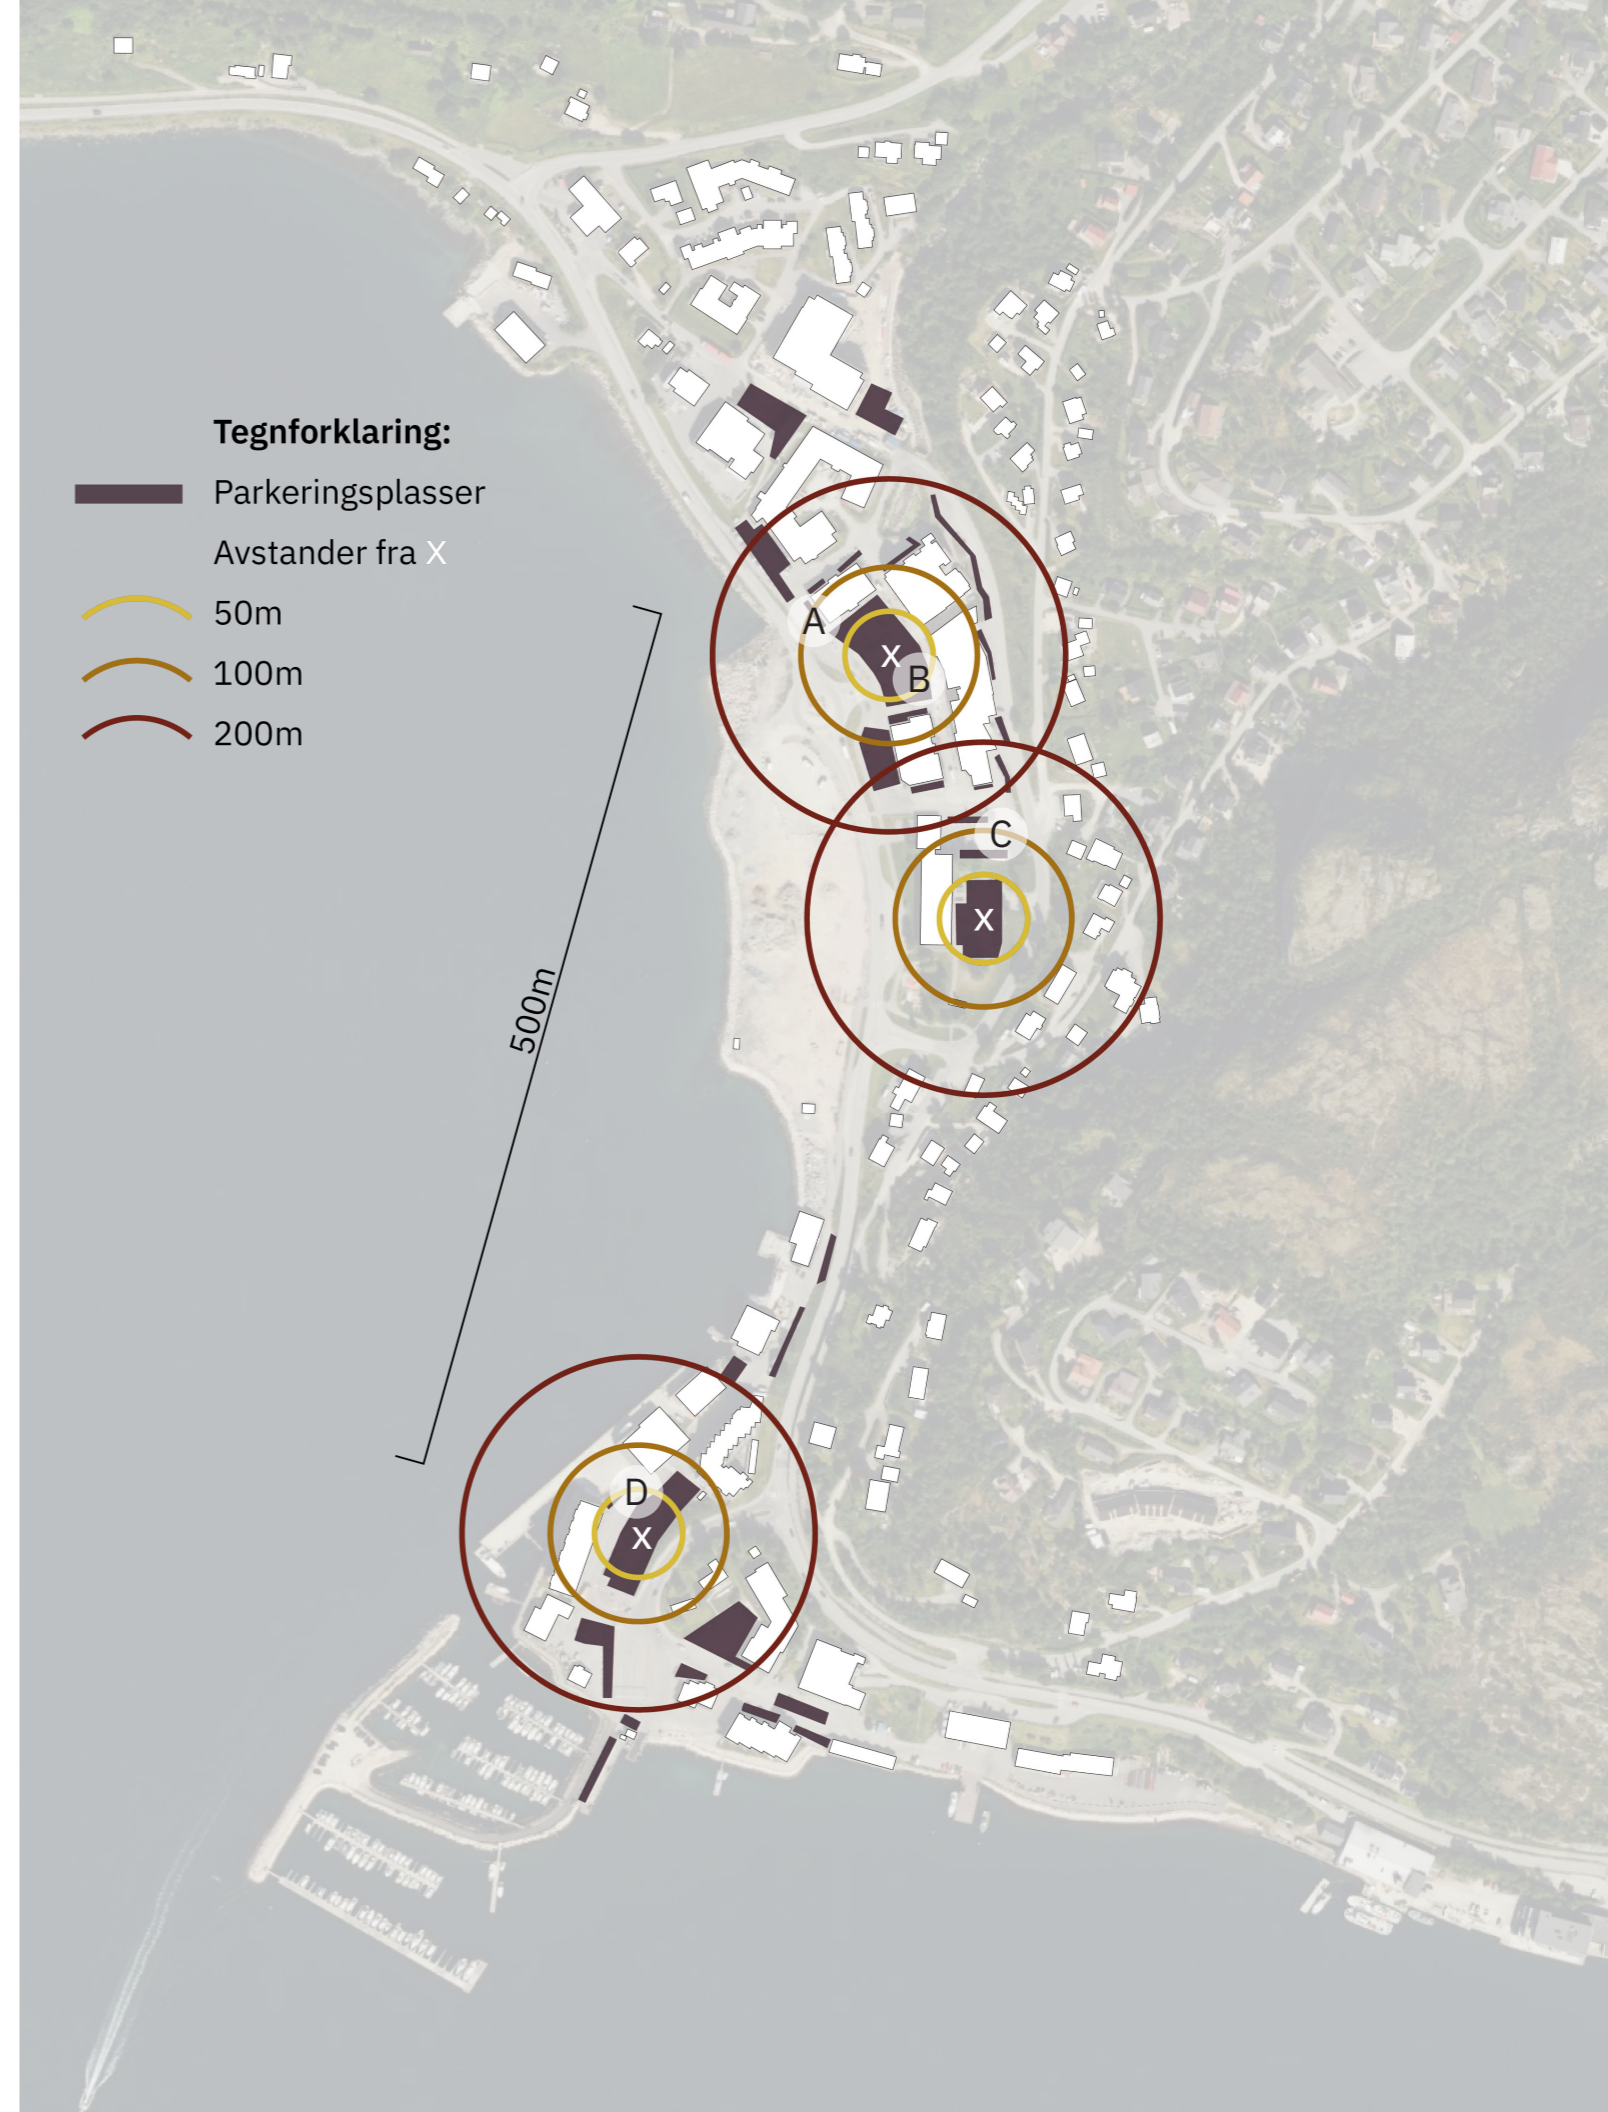 Tegnforklaring:
Parkeringsplasser
Avstander fra X
50m
100m
200m
500m
A
X
B
C
X
D
X